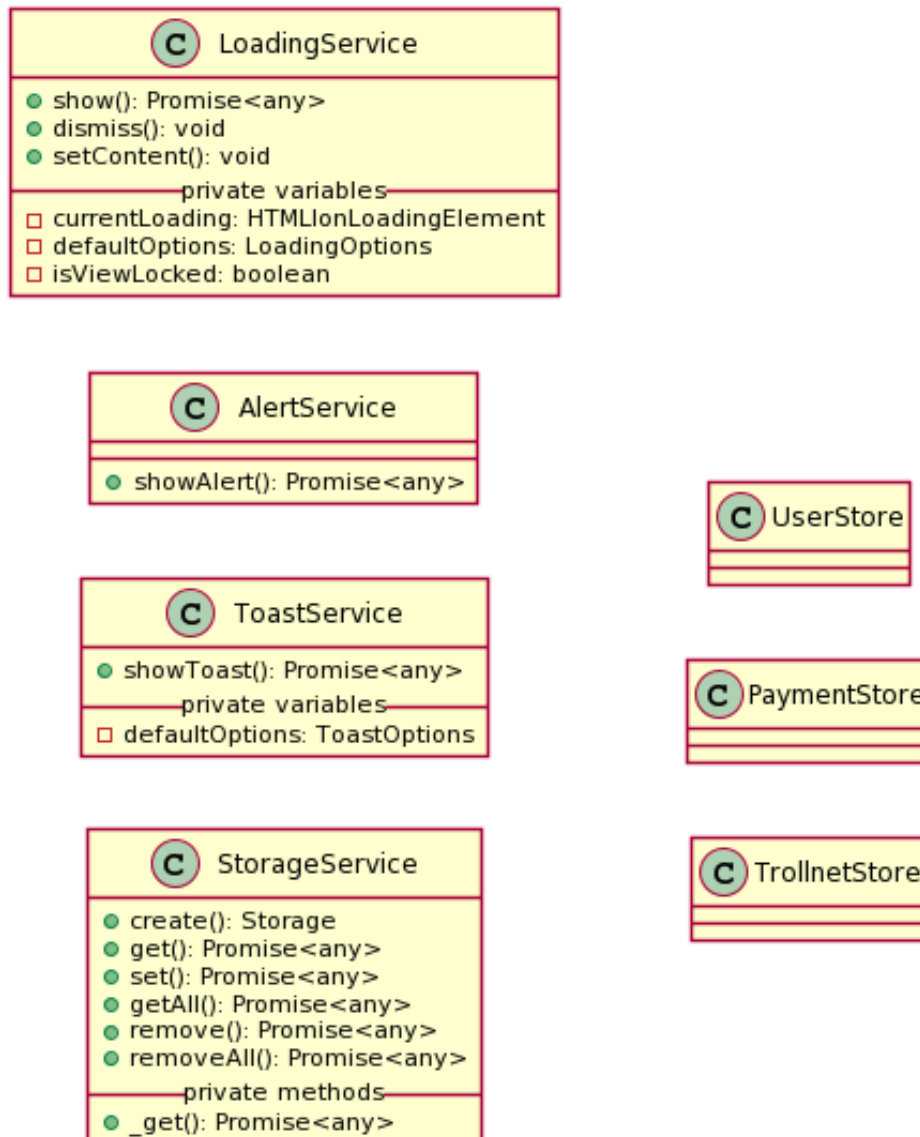 C LoadingService
show(): Promise<any>
dismiss(): void
setContent(): void
private variables
currentLoading: HTMLIonLoadingElement
defaultOptions: LoadingOptions
isViewLocked: boolean
C AlertService
showAlert(): Promise<any>
C ToastService
showToast(): Promise<any>
private variables
defaultOptions: ToastOptions
C StorageService
create(): Storage
get(): Promise<any>
set(): Promise<any>
getAll(): Promise<any>
remove(): Promise<any>
removeAll(): Promise<any>
private methods
_get(): Promise<any>
C UserStore
C PaymentStore
C TrollnetStore